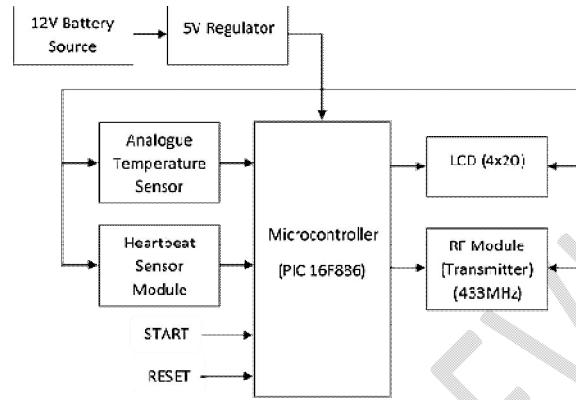 12V Battery
Source
5V Regulator
Analogue
Temperature
Sensor
Heartbeat
Sensor
Module
START
RESET
Microcontroller
(PIC 16F886)
LCD (4x20)
RF Module
(Transmitter)
(433MHz)